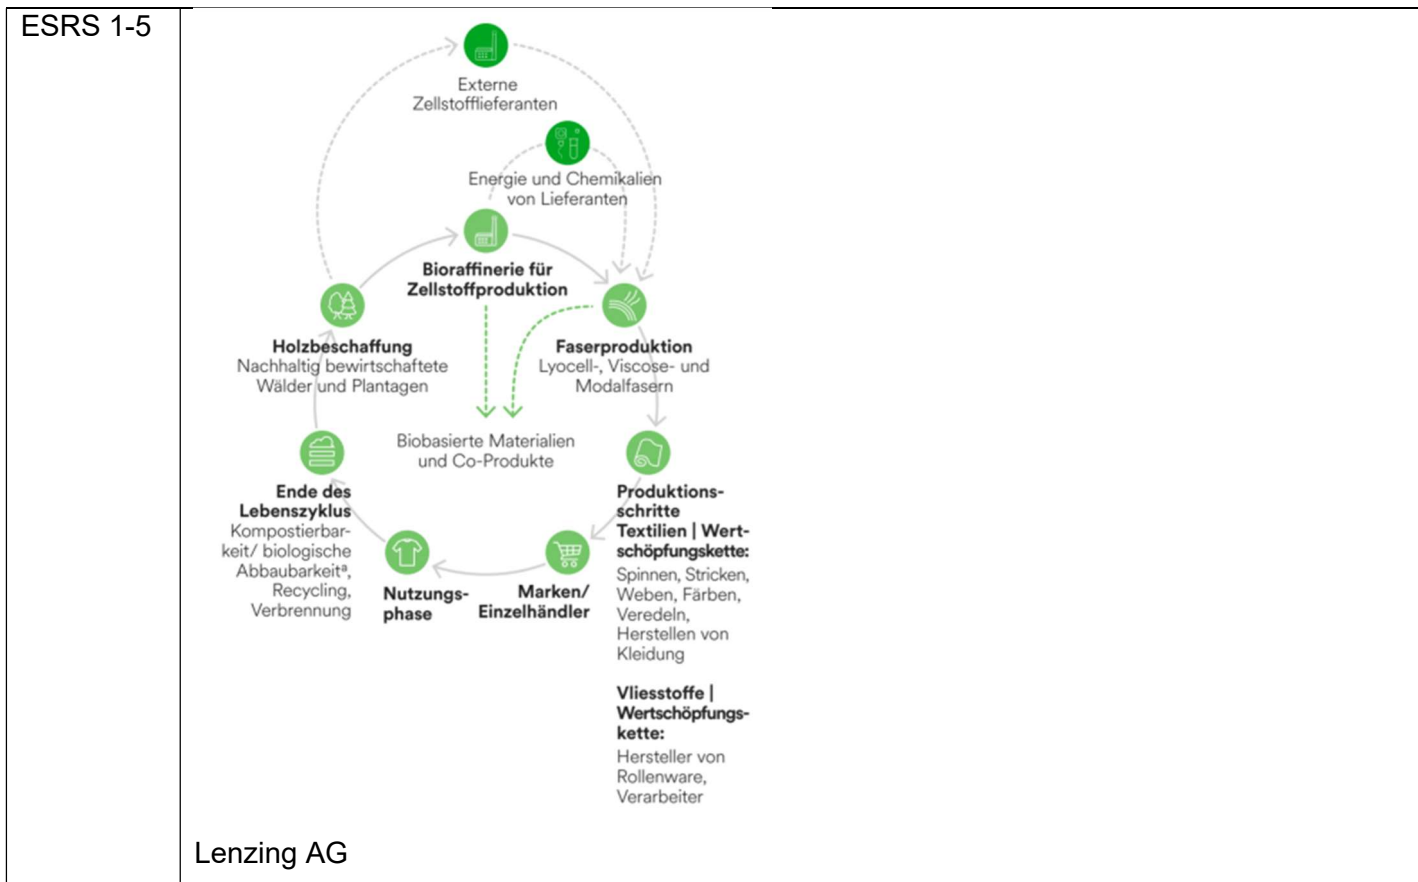 ESRS 1-5
Externe
Zellstofflieferanten
Energie und Chemikalien
von Lieferanten
Bioraffinerie für
Zellstoffproduktion
Holzbeschaffung
Nachhaltig bewirtschaftete
Wälder und Plantagen
Faserproduktion
Lyocell-, Viscose- und
Modalfasern
Biobasierte Materialien
und Co-Produkte
Ende des
Lebenszyklus
Kompostierbar-
keit/ biologische
Abbaubarkeitª,
Recycling,
Verbrennung
Nutzungs-
phase
Marken/
Einzelhändler
Produktions-
schritte
Textilien | Wert-
schöpfungskette:
Spinnen, Stricken,
Weben, Färben,
Veredeln,
Herstellen von
Kleidung
Vliesstoffe |
Wertschöpfungs-
kette:
Hersteller von
Rollenware,
Verarbeiter
Lenzing AG